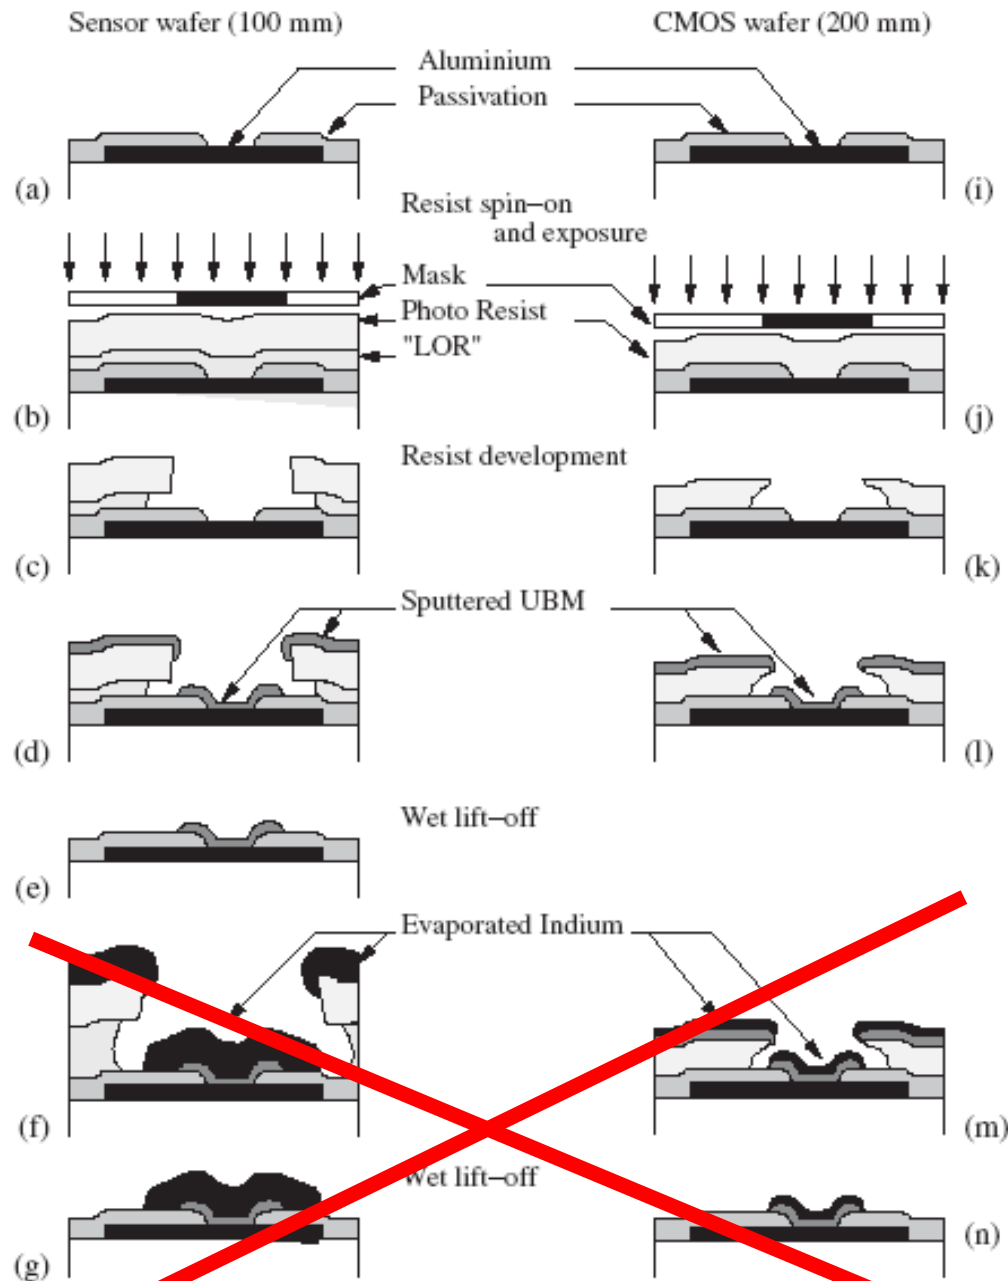 Sensor wafer (100 mm)
CMOS wafer (200 mm)
Aluminium
Passivation
(a)
(i)
Resist spin–on
and exposure
Mask
Photo Resist
"LOR"
(b)
(j)
Resist development
(c)
(k)
Sputtered UBM
(d)
(l)
Wet lift–off
(e)
Evaporated Indium
(f)
(m)
Wet lift–off
(g)
(n)